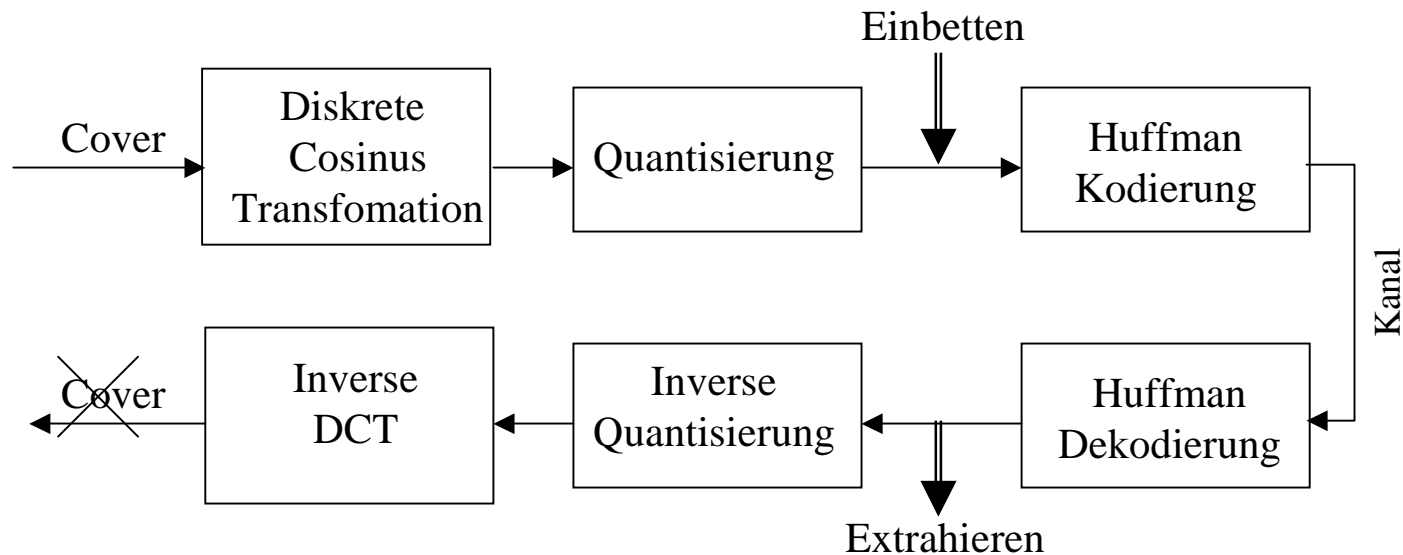 Einbetten
Cover
Diskrete
Cosinus
Transfomation
Quantisierung
Huffman
Kodierung
Kanal
Cover
Inverse
DCT
Inverse
Quantisierung
Huffman
Dekodierung
Extrahieren